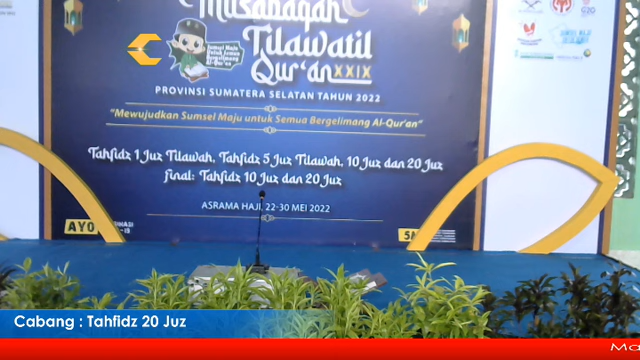 Musabaqah
Tilawatil
Qur'an XXIX
PROVINSI SUMATERA SELATAN TAHUN 2022
"Mewujudkan Sumsel Maju untuk Semua Bergelimang Al-Qur'an"
Tahfidz 1 Juz Tilawah, Tahfidz 5 Juz Tilawah, 10 Juz dan 20 Juz
final: Tahfidz 10 Juz dan 20 Juz
ASRAMA HAJI, 22-30 MEI 2022
AYO
Cabang : Tahfidz 20 Juz
Ma